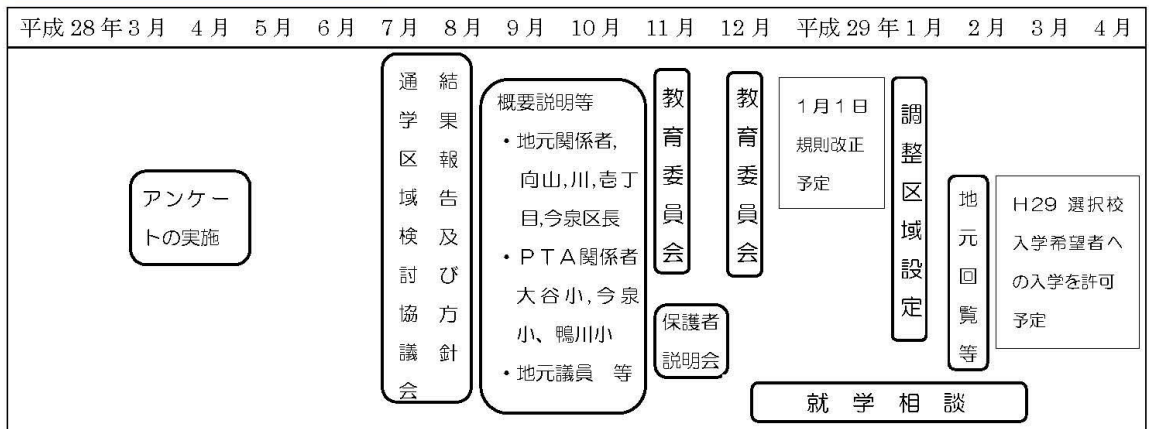 平成28年3月 4月 5月 6月 7月 8月 9月 10月 11月 12月 平成29年1月 2月 3月 4月
アンケー
トの実施
結果報告及び方針
通学区域検討協議会
概要説明等
・地元関係者,
向山,川,壱丁
目,今泉区長
・PTA関係者
大谷小,今泉
小、鴨川小
・地元議員 等
教育委員会
保護者
説明会
教育委員会
1月1日
規則改正
予定
調整区域設定
地元回覧等
H29 選択校
入学希望者へ
の入学を許可
予定
就学相談